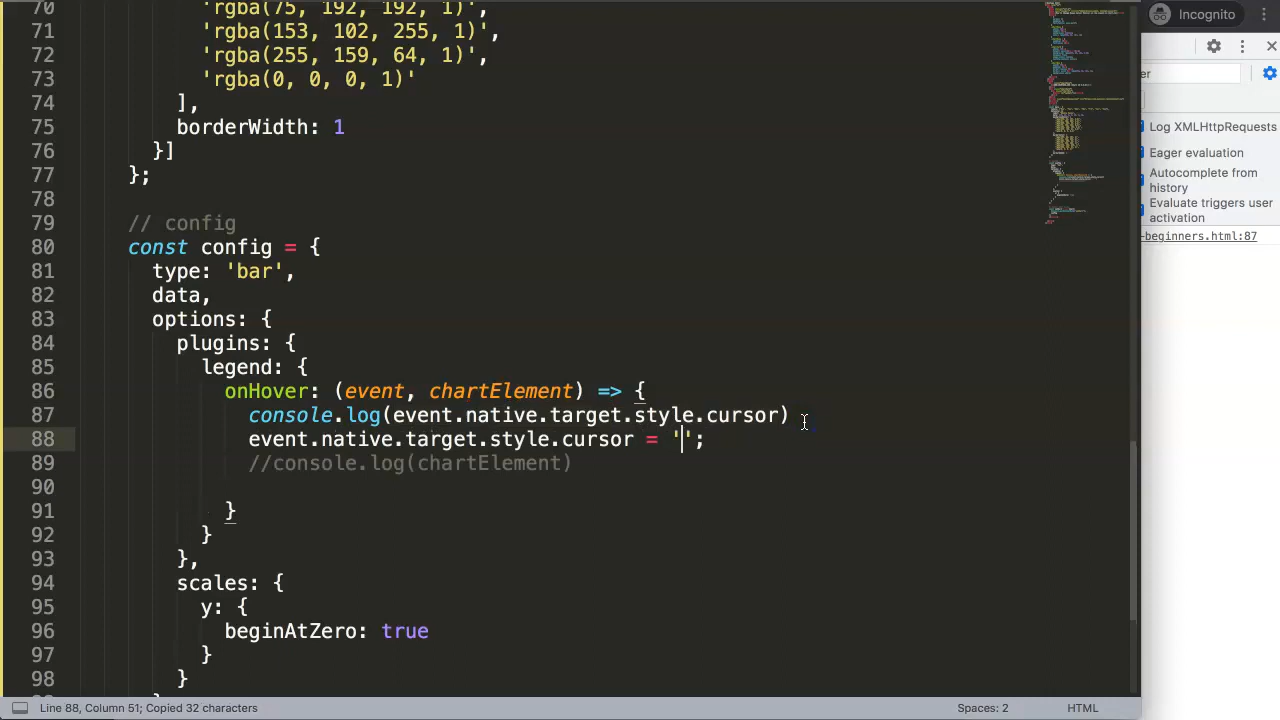 70 'rgba(75, 192, 192, 1)',
71 'rgba(153, 102, 255, 1)',
72 'rgba(255, 159, 64, 1)',
73 'rgba(0, 0, 0, 1)'
74 ],
75 borderWidth: 1
76 }]
77 };
78
79 // config
80 const config = {
81 type: 'bar',
82 data,
83 options: {
84 plugins: {
85 legend: {
86 onHover: (event, chartElement) => {
87 console.log(event.native.target.style.cursor)
88 event.native.target.style.cursor = '';
89 //console.log(chartElement)
90
91 }
92 }
93 },
94 scales: {
95 y: {
96 beginAtZero: true
97 }
98 }
Line 88, Column 51; Copied 32 characters
Spaces: 2
HTML
Incognito
er
Log XMLHttpRequests
Eager evaluation
Autocomplete from
history
Evaluate triggers user
activation
-beginners.html:87